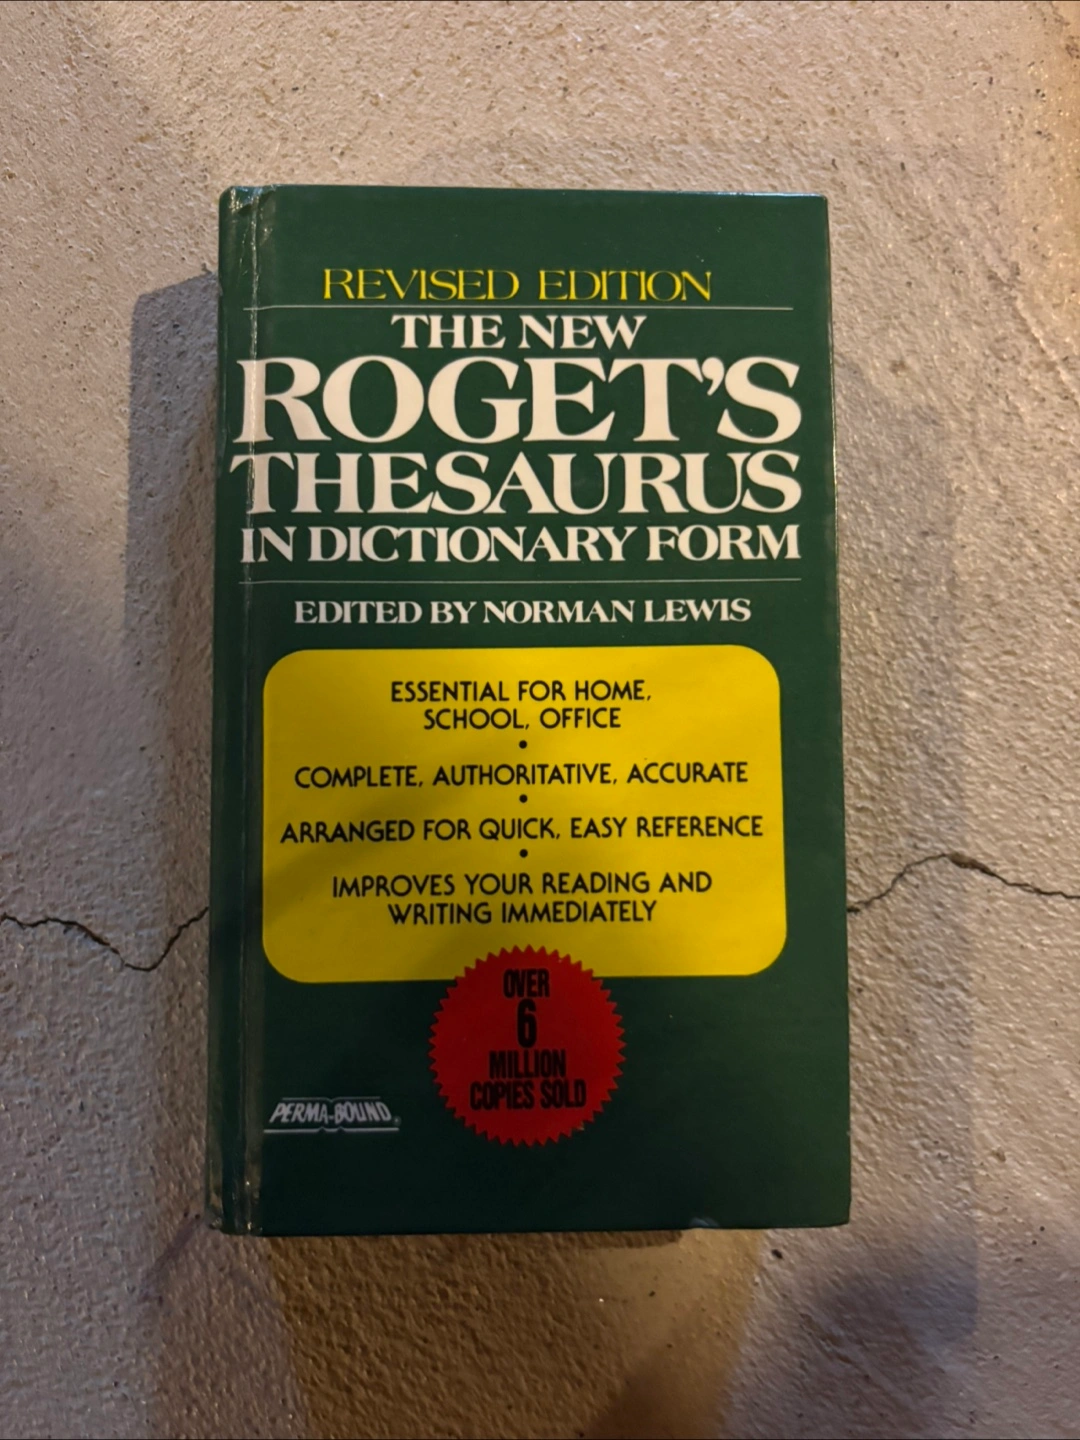 REVISED EDITION
THE NEW
ROGET'S
THESAURUS
IN DICTIONARY FORM
EDITED BY NORMAN LEWIS
ESSENTIAL FOR HOME,
SCHOOL, OFFICE
•
COMPLETE, AUTHORITATIVE, ACCURATE
•
ARRANGED FOR QUICK, EASY REFERENCE
•
IMPROVES YOUR READING AND
WRITING IMMEDIATELY
OVER
6
MILLION
COPIES SOLD
PERMA-BOUND®